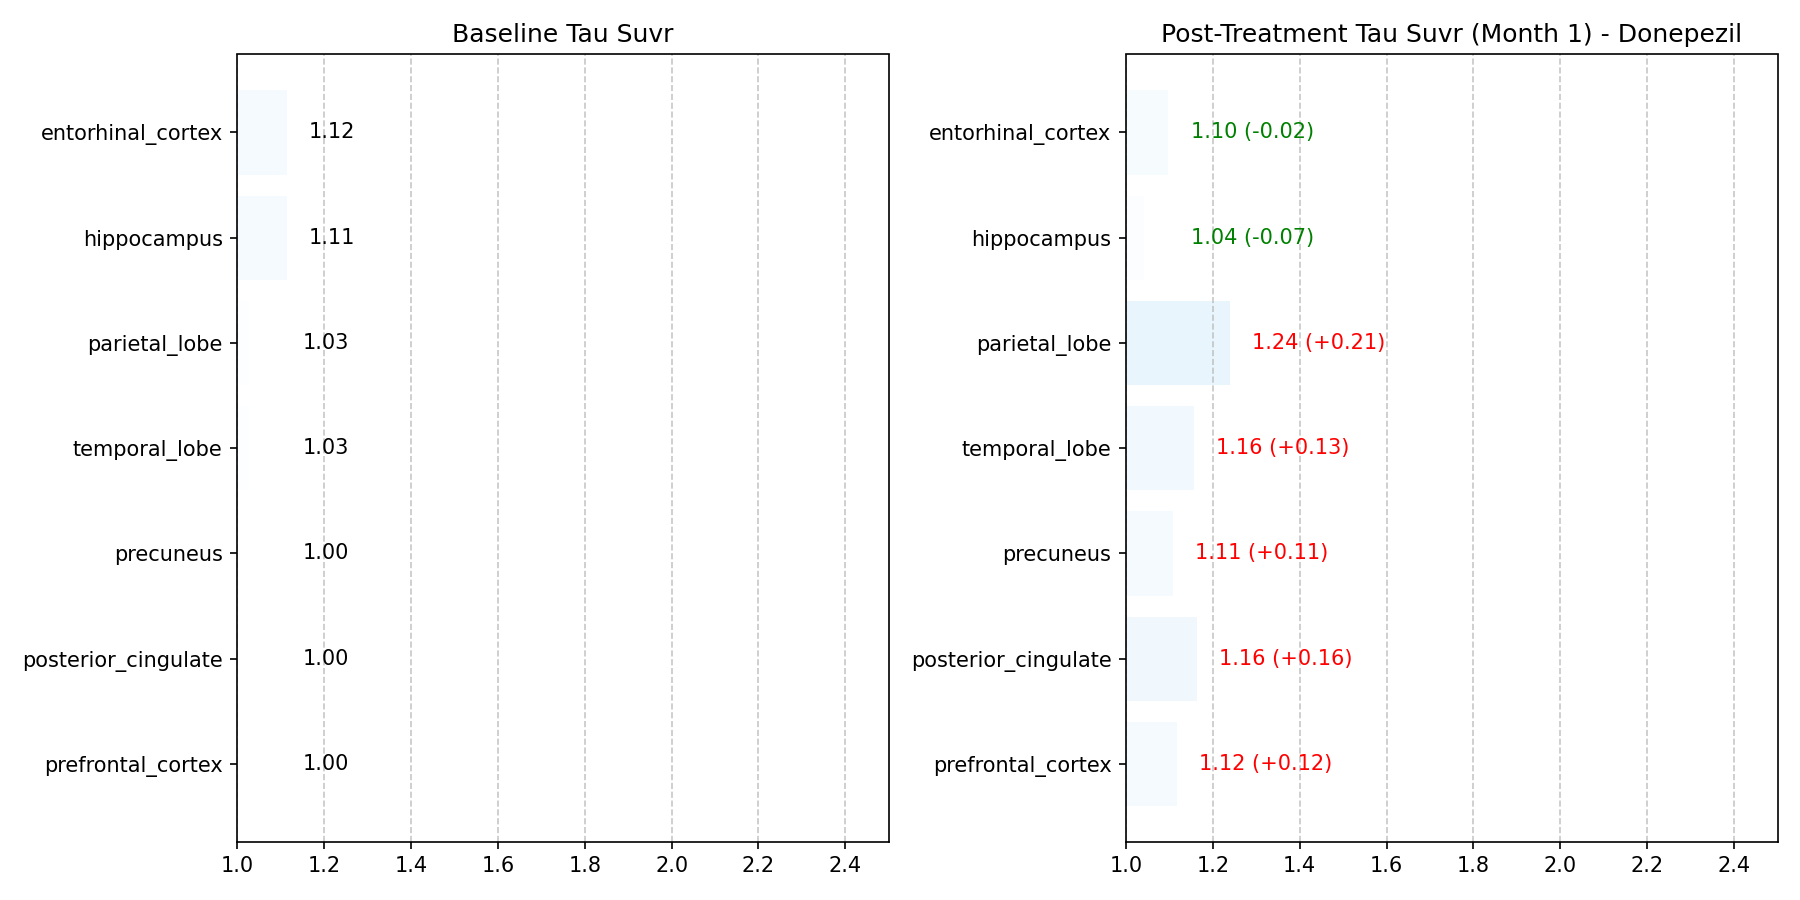 Baseline Tau Suvr
entorhinal_cortex 1.12
hippocampus 1.11
parietal_lobe 1.03
temporal_lobe 1.03
precuneus 1.00
posterior_cingulate 1.00
prefrontal_cortex 1.00
1.0 1.2 1.4 1.6 1.8 2.0 2.2 2.4
Post-Treatment Tau Suvr (Month 1) - Donepezil
entorhinal_cortex 1.10 (-0.02)
hippocampus 1.04 (-0.07)
parietal_lobe 1.24 (+0.21)
temporal_lobe 1.16 (+0.13)
precuneus 1.11 (+0.11)
posterior_cingulate 1.16 (+0.16)
prefrontal_cortex 1.12 (+0.12)
1.0 1.2 1.4 1.6 1.8 2.0 2.2 2.4